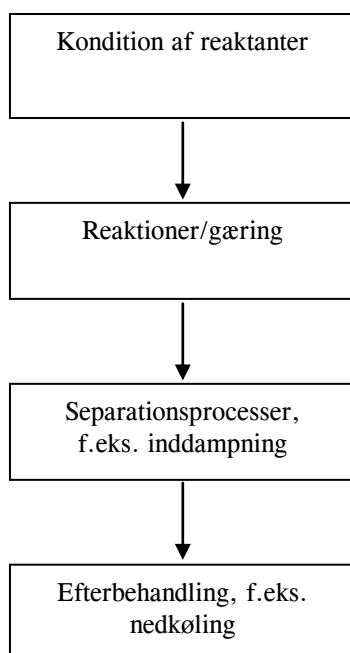 Kondition af reaktanter
Reaktioner/gæring
Separationsprocesser,
f.eks. inddampning
Efterbehandling, f.eks.
nedkøling